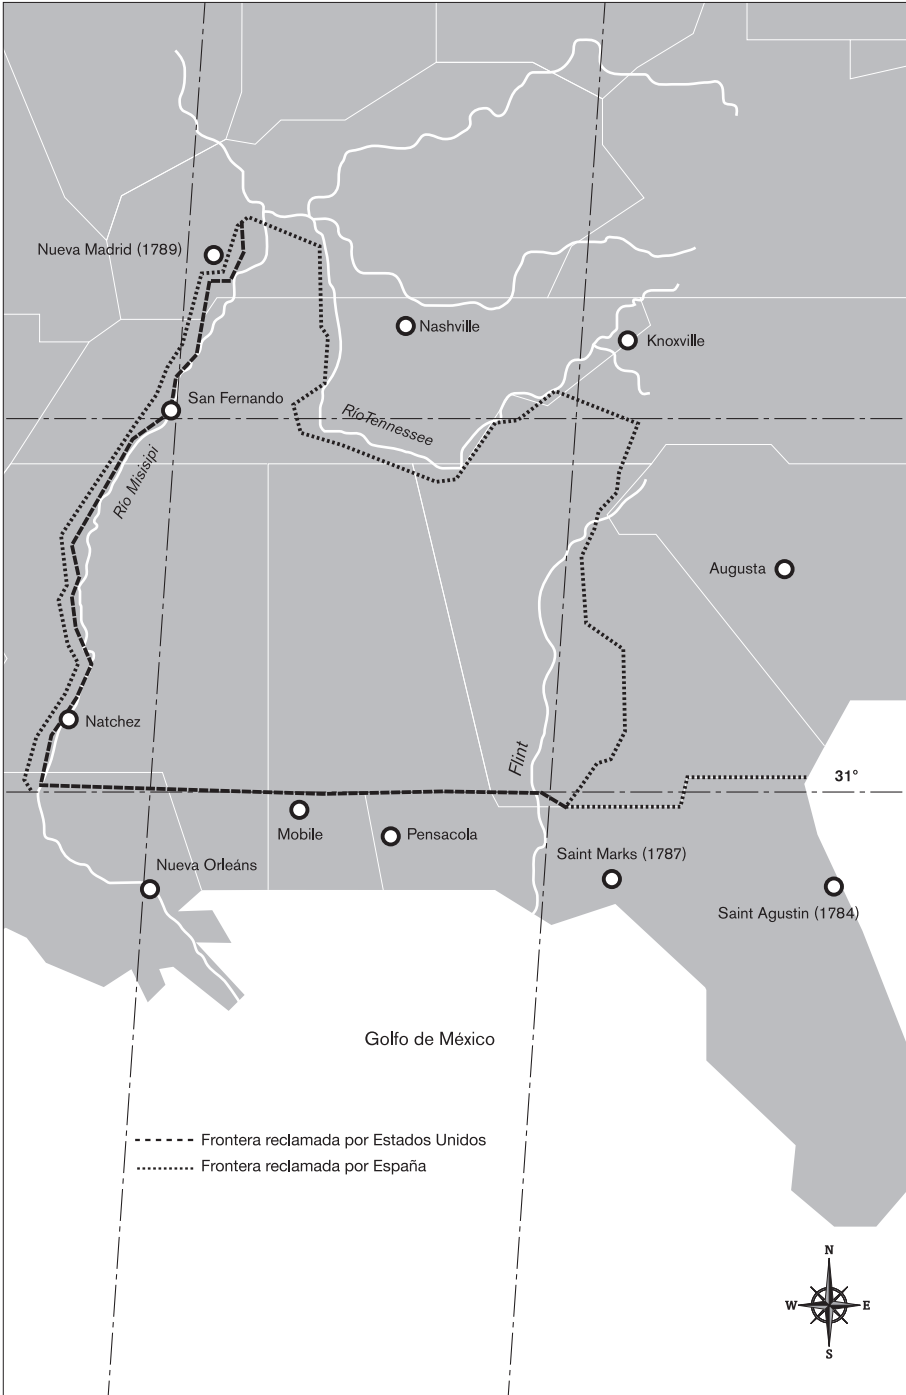 Nueva Madrid (1789)
Nashville
Knoxville
San Fernando
Río Tennessee
Río Misisipi
Augusta
Natchez
Flint
31°
Mobile
Pensacola
Saint Marks (1787)
Nueva Orleáns
Saint Agustin (1784)
Golfo de México
Frontera reclamada por Estados Unidos
Frontera reclamada por España
N
W
E
S